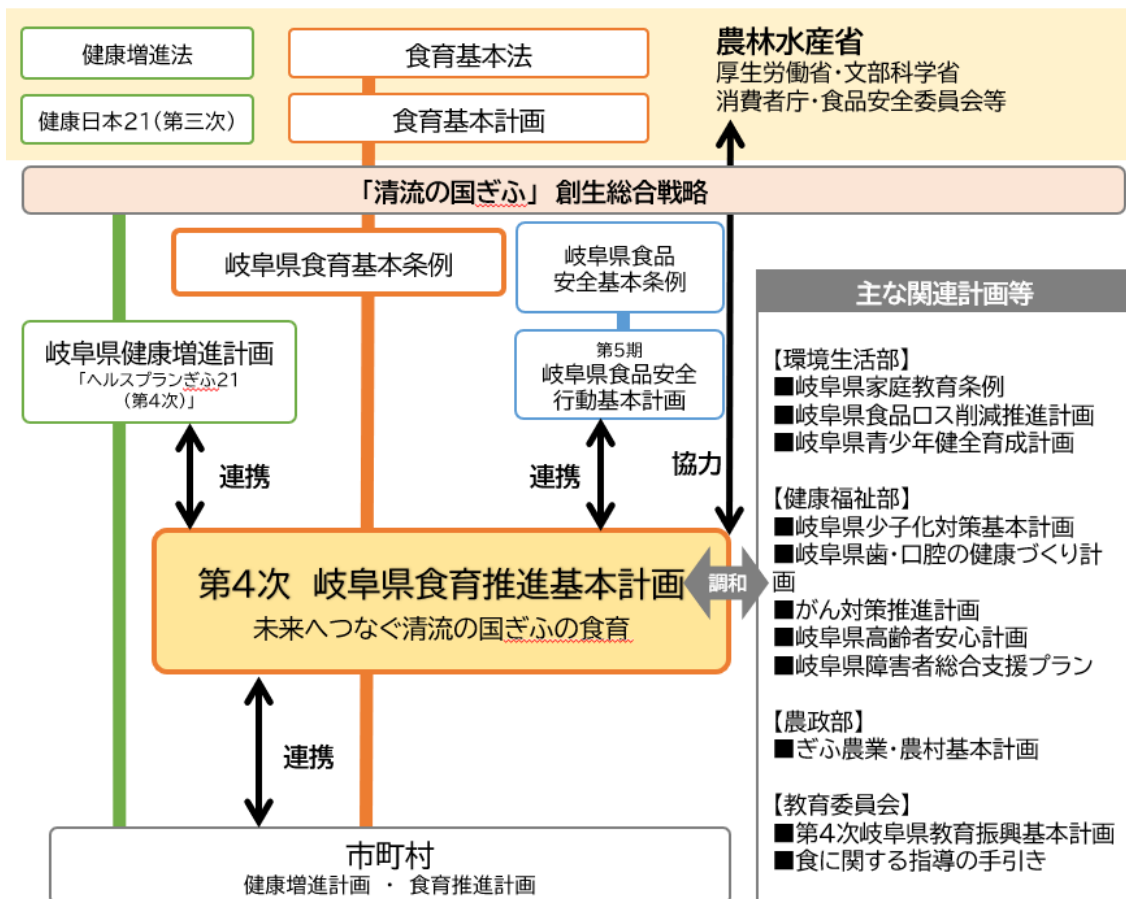 健康増進法
食育基本法
農林水産省
厚生労働省・文部科学省
消費者庁・食品安全委員会等
健康日本21(第三次)
食育基本計画
「清流の国ぎふ」 創生総合戦略
岐阜県食育基本条例
岐阜県食品
安全基本条例
岐阜県健康増進計画
「ヘルスプランぎふ21
(第4次)」
第5期
岐阜県食品安全
行動基本計画
連携
連携
協力
第4次 岐阜県食育推進基本計画
未来へつなぐ清流の国ぎふの食育
調和
連携
市町村
健康増進計画 ・ 食育推進計画
主な関連計画等
【環境生活部】
■岐阜県家庭教育条例
■岐阜県食品ロス削減推進計画
■岐阜県青少年健全育成計画
【健康福祉部】
■岐阜県少子化対策基本計画
■岐阜県歯・口腔の健康づくり計
画
■がん対策推進計画
■岐阜県高齢者安心計画
■岐阜県障害者総合支援プラン
【農政部】
■ぎふ農業・農村基本計画
【教育委員会】
■第4次岐阜県教育振興基本計画
■食に関する指導の手引き